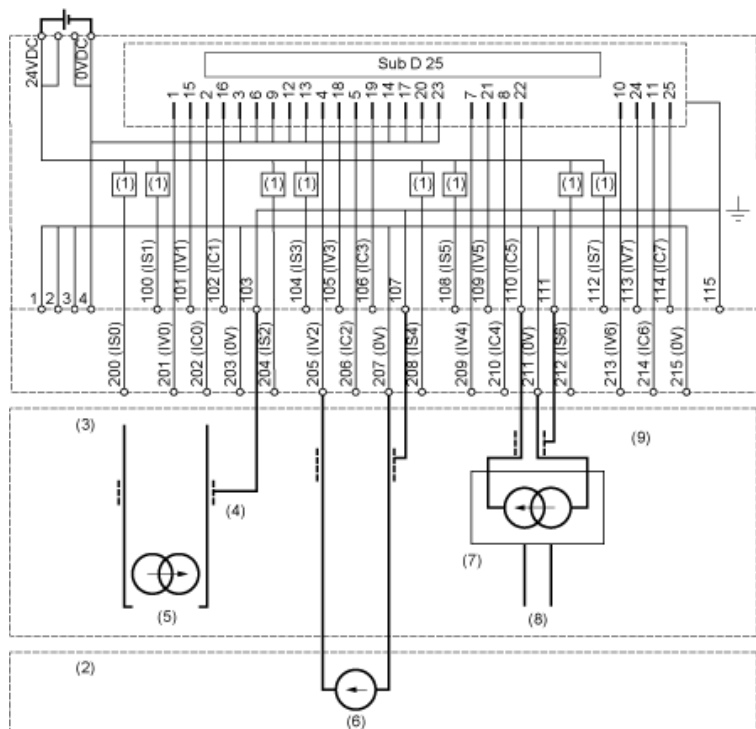 24VDC
0VDC
Sub D 25
1
15
2
16
3
6
9
12
13
4
18
5
19
14
17
20
23
7
21
8
22
10
24
11
25
(1)
(1)
(1)
(1)
(1)
(1)
(1)
(1)
1
2
3
4
100 (IS1)
101 (IV1)
102 (IC1)
103
104 (IS3)
105 (IV3)
106 (IC3)
107
108 (IS5)
109 (IV5)
110 (IC5)
111
112 (IS7)
113 (IV7)
114 (IC7)
115
200 (IS0)
201 (IV0)
202 (IC0)
203 (0V)
204 (IS2)
205 (IV2)
206 (IC2)
207 (0V)
208 (IS4)
209 (IV4)
210 (IC4)
211 (0V)
212 (IS6)
213 (IV6)
214 (IC6)
215 (0V)
(3)
(9)
(4)
(7)
(5)
(8)
(2)
(6)